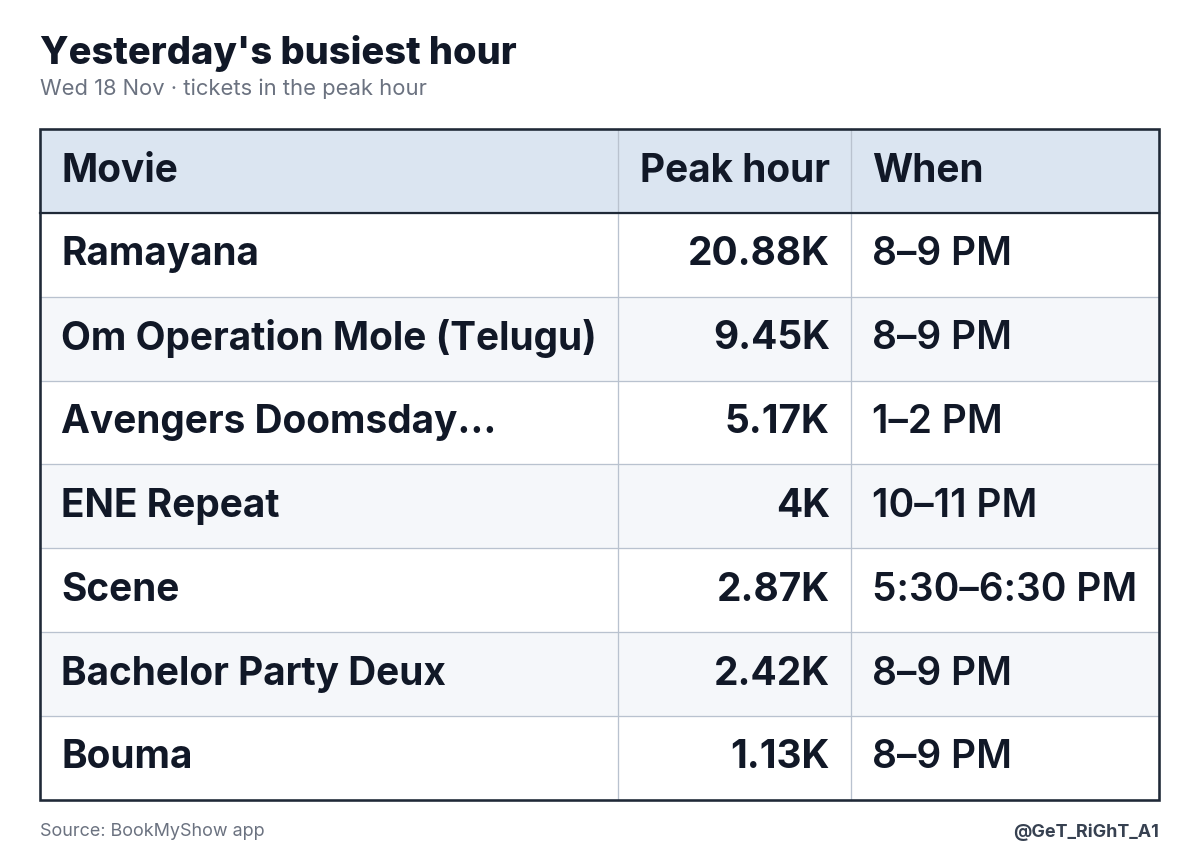 Yesterday's busiest hour
Wed 18 Nov · tickets in the peak hour
Movie Peak hour When
Ramayana 20.88K 8–9 PM
Om Operation Mole (Telugu) 9.45K 8–9 PM
Avengers Doomsday... 5.17K 1–2 PM
ENE Repeat 4K 10–11 PM
Scene 2.87K 5:30–6:30 PM
Bachelor Party Deux 2.42K 8–9 PM
Bouma 1.13K 8–9 PM
Source: BookMyShow app @GeT_RiGhT_A1